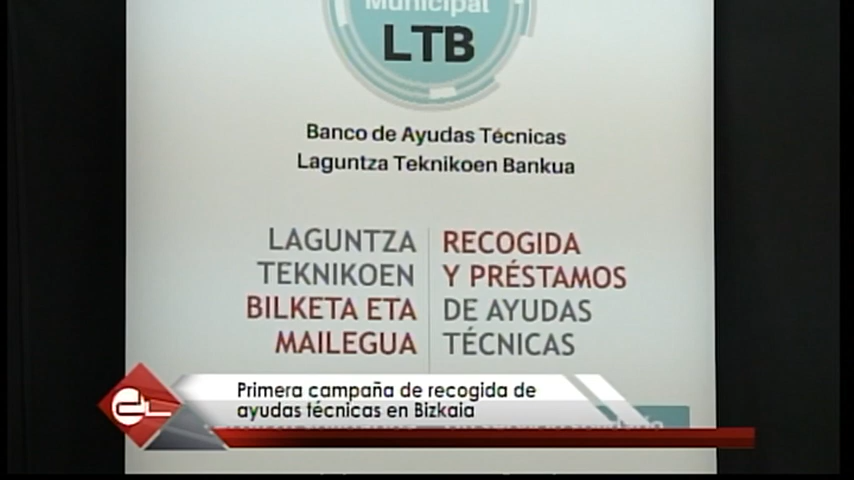 Municipal
LTB
Banco de Ayudas Técnicas
Laguntza Teknikoen Bankua
LAGUNTZA
TEKNIKOEN
BILKETA ETA
MAILEGUA
RECOGIDA
Y PRÉSTAMOS
DE AYUDAS
TÉCNICAS
Primera campaña de recogida de
ayudas técnicas en Bizkaia